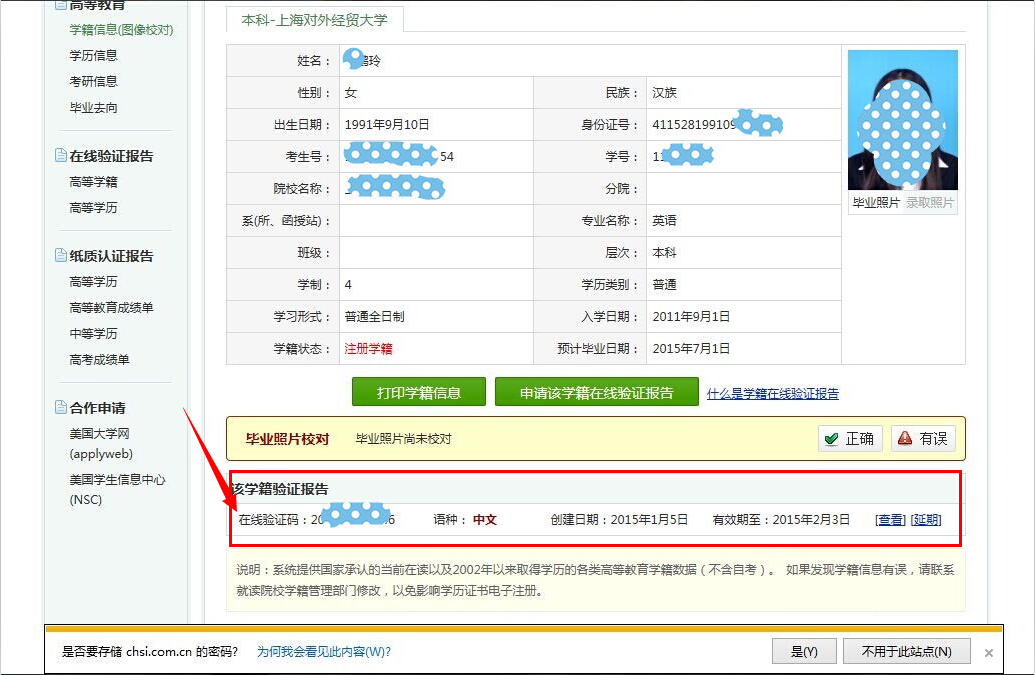 高等教育
学籍信息(图像校对)
学历信息
考研信息
毕业去向
在线验证报告
高等学籍
高等学历
纸质认证报告
高等学历
高等教育成绩单
中等学历
高考成绩单
合作申请
美国大学网
(applyweb)
美国学生信息中心
(NSC)
本科-上海对外经贸大学
姓名： 玲
性别： 女 民族： 汉族
出生日期： 1991年9月10日 身份证号： 411528199109
考生号： 54 学号： 11
院校名称： 分院：
系(所、函授站)： 专业名称： 英语
班级： 层次： 本科
学制： 4 学历类别： 普通
学习形式： 普通全日制 入学日期： 2011年9月1日
学籍状态： 注册学籍 预计毕业日期： 2015年7月1日
毕业照片 录取照片
打印学籍信息 申请该学籍在线验证报告 什么是学籍在线验证报告
毕业照片校对 毕业照片尚未校对 正确 有误
该学籍验证报告
在线验证码：20 6 语种： 中文 创建日期：2015年1月5日 有效期至：2015年2月3日 [查看] [延期]
说明：系统提供国家承认的当前在读以及2002年以来取得学历的各类高等教育学籍数据（不含自考）。 如果发现学籍信息有误，请联系
就读院校学籍管理部门修改，以免影响学历证书电子注册。
是否要存储 chsi.com.cn 的密码? 为何我会看见此内容(W)? 是(Y) 不用于此站点(N) ×